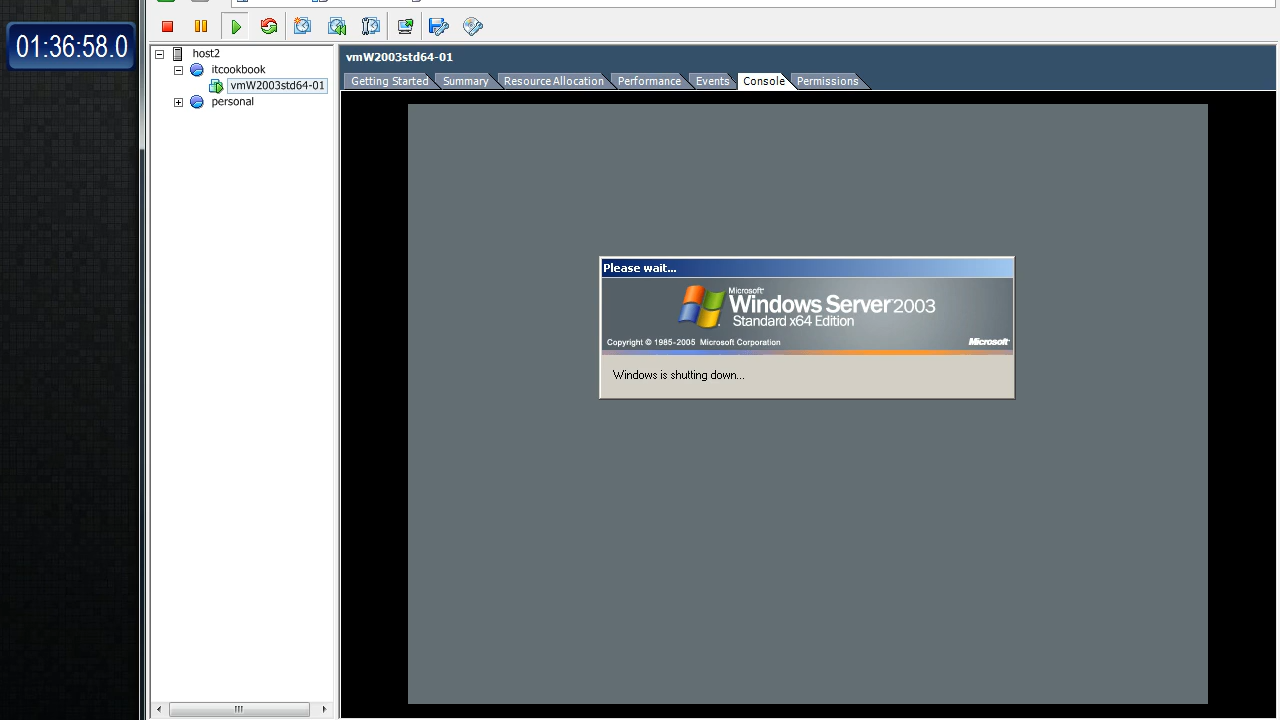 01:36:58.0
host2
itcookbook
vmW2003std64-01
personal
vmW2003std64-01
Getting Started
Summary
Resource Allocation
Performance
Events
Console
Permissions
Please wait...
Microsoft
Windows Server 2003
Standard x64 Edition
Copyright © 1985-2005 Microsoft Corporation
Microsoft
Windows is shutting down...